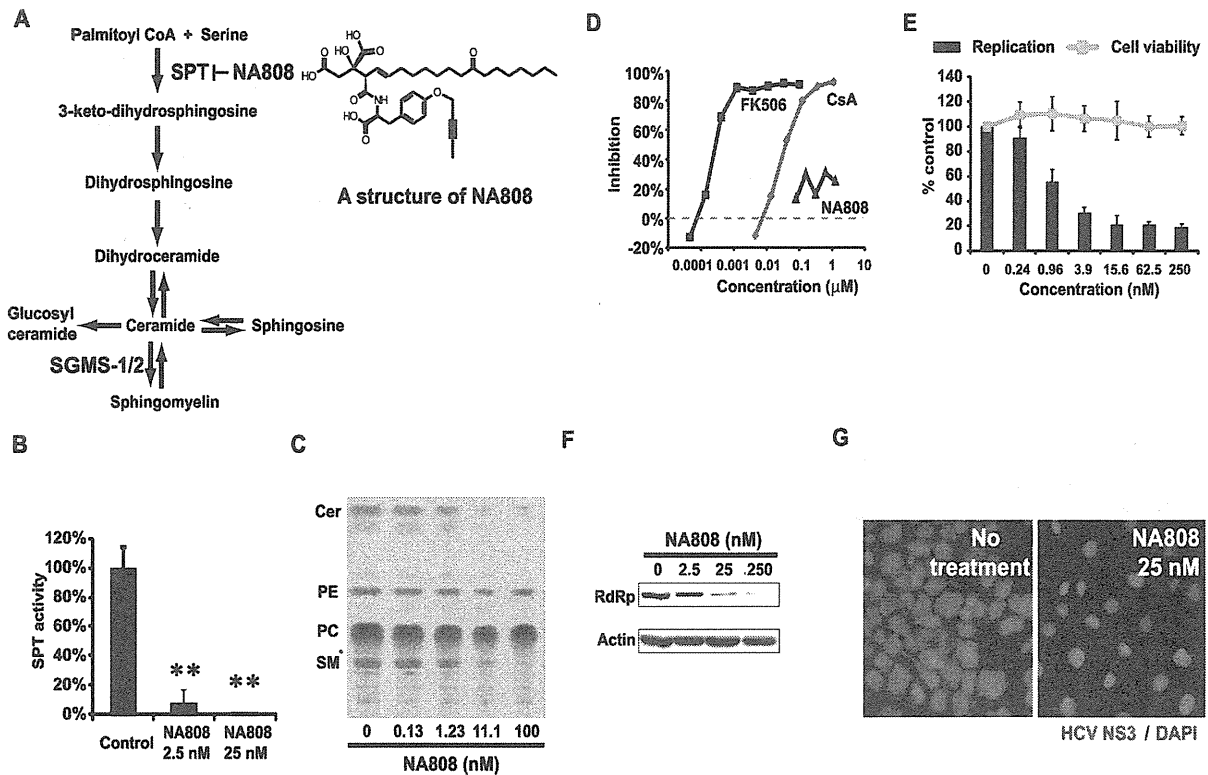 A
Palmitoyl CoA + Serine
SPT NA808
3-keto-dihydrosphingosine
Dihydrosphingosine
Dihydroceramide
Glucosyl
ceramide
Ceramide
Sphingosine
SGMS-1/2
Sphingomyelin
O
HO
O
HO
OH
O
HO
O
O
NH
HO
O
O
A structure of NA808
B
SPT activity
120%
100%
80%
60%
40%
20%
0%
**
**
Control
NA808
2.5 nM
NA808
25 nM
C
Cer
PE
PC
SM*
0 0.13 1.23 11.1 100
NA808 (nM)
D
Inhibition
100%
80%
60%
40%
20%
0%
-20%
FK506
CsA
NA808
0.0001 0.001 0.01 0.1 1 10
Concentration (µM)
E
Replication Cell viability
% control
140
120
100
80
60
40
20
0
0 0.24 0.96 3.9 15.6 62.5 250
Concentration (nM)
F
NA808 (nM)
0 2.5 25 250
RdRp
Actin
G
No
treatment
NA808
25 nM
HCV NS3 / DAPI